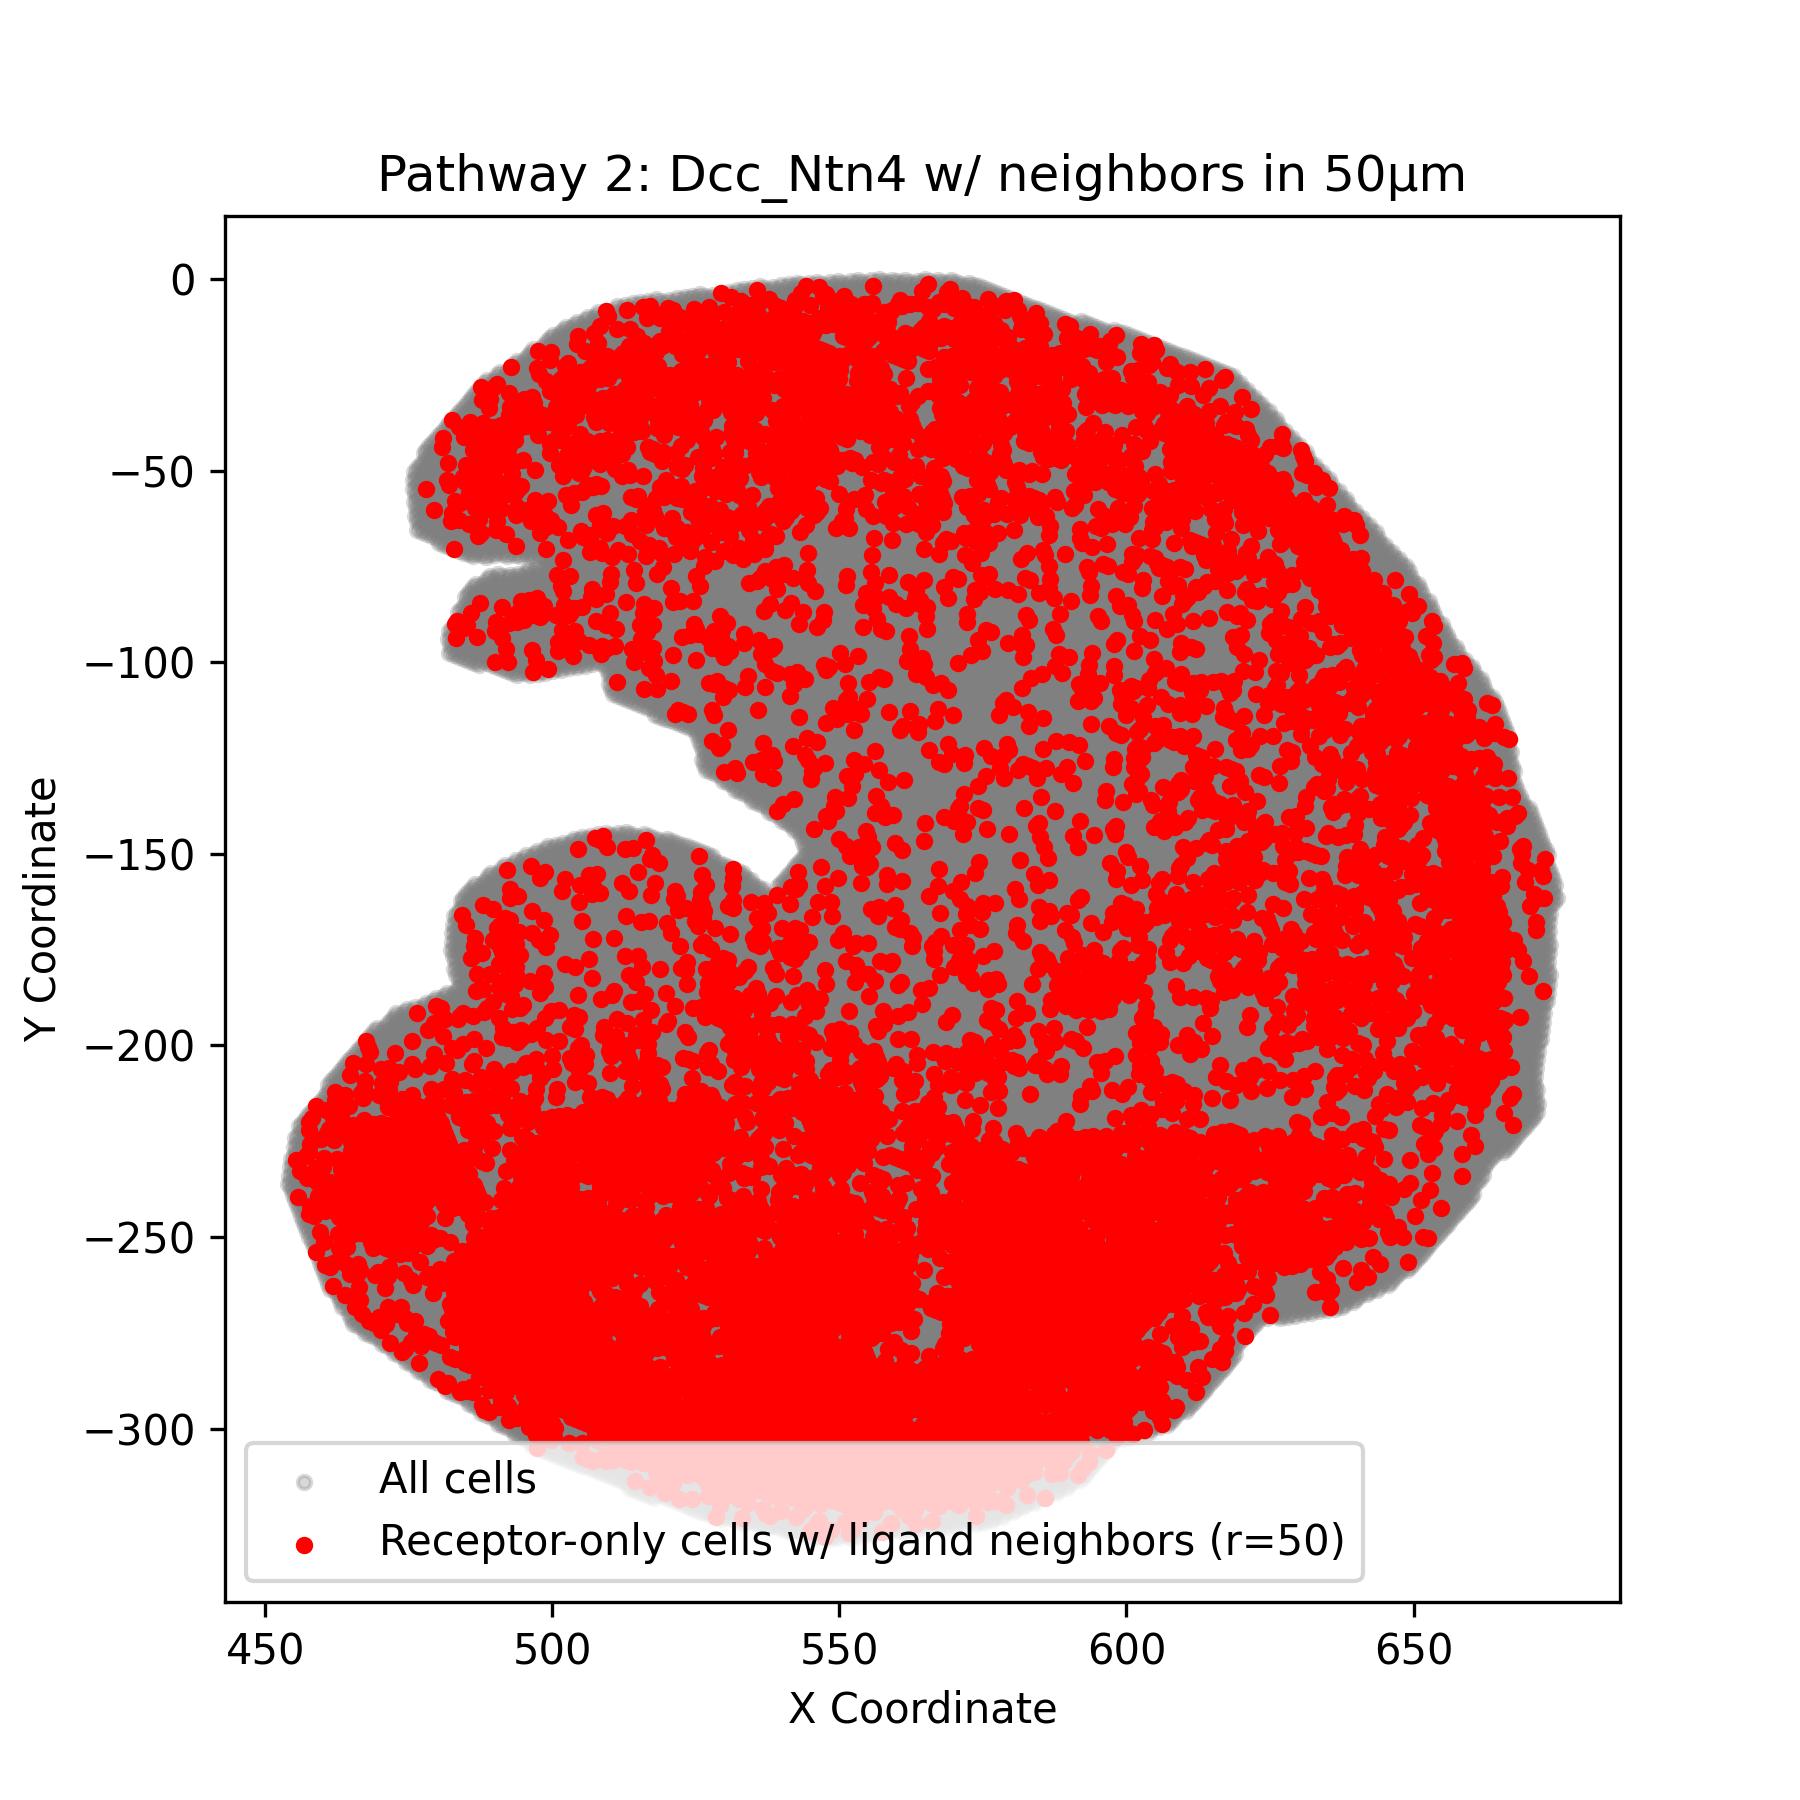 Pathway 2: Dcc_Ntn4 w/ neighbors in 50μm
0
−50
−100
−150
−200
−250
−300
Y Coordinate
All cells
Receptor-only cells w/ ligand neighbors (r=50)
450 500 550 600 650
X Coordinate